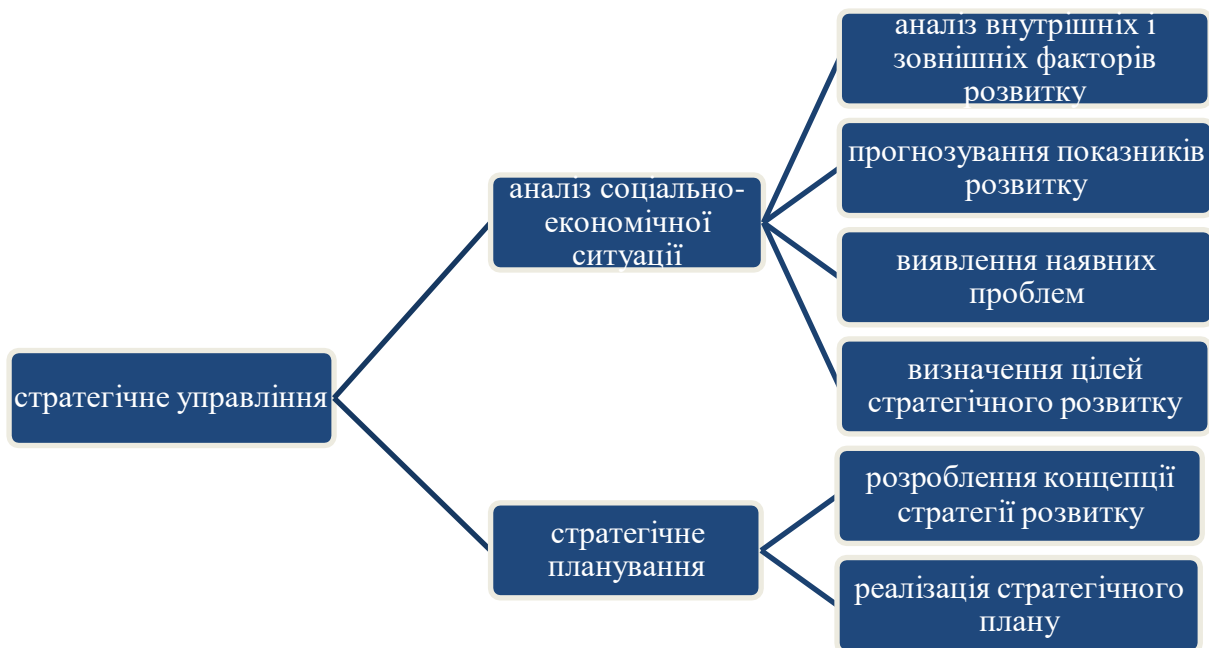 аналіз внутрішніх і
зовнішніх факторів
розвитку
прогнозування показників
розвитку
аналіз соціально-
економічної
ситуації
виявлення наявних
проблем
визначення цілей
стратегічного розвитку
стратегічне управління
розроблення концепції
стратегії розвитку
стратегічне
планування
реалізація стратегічного
плану